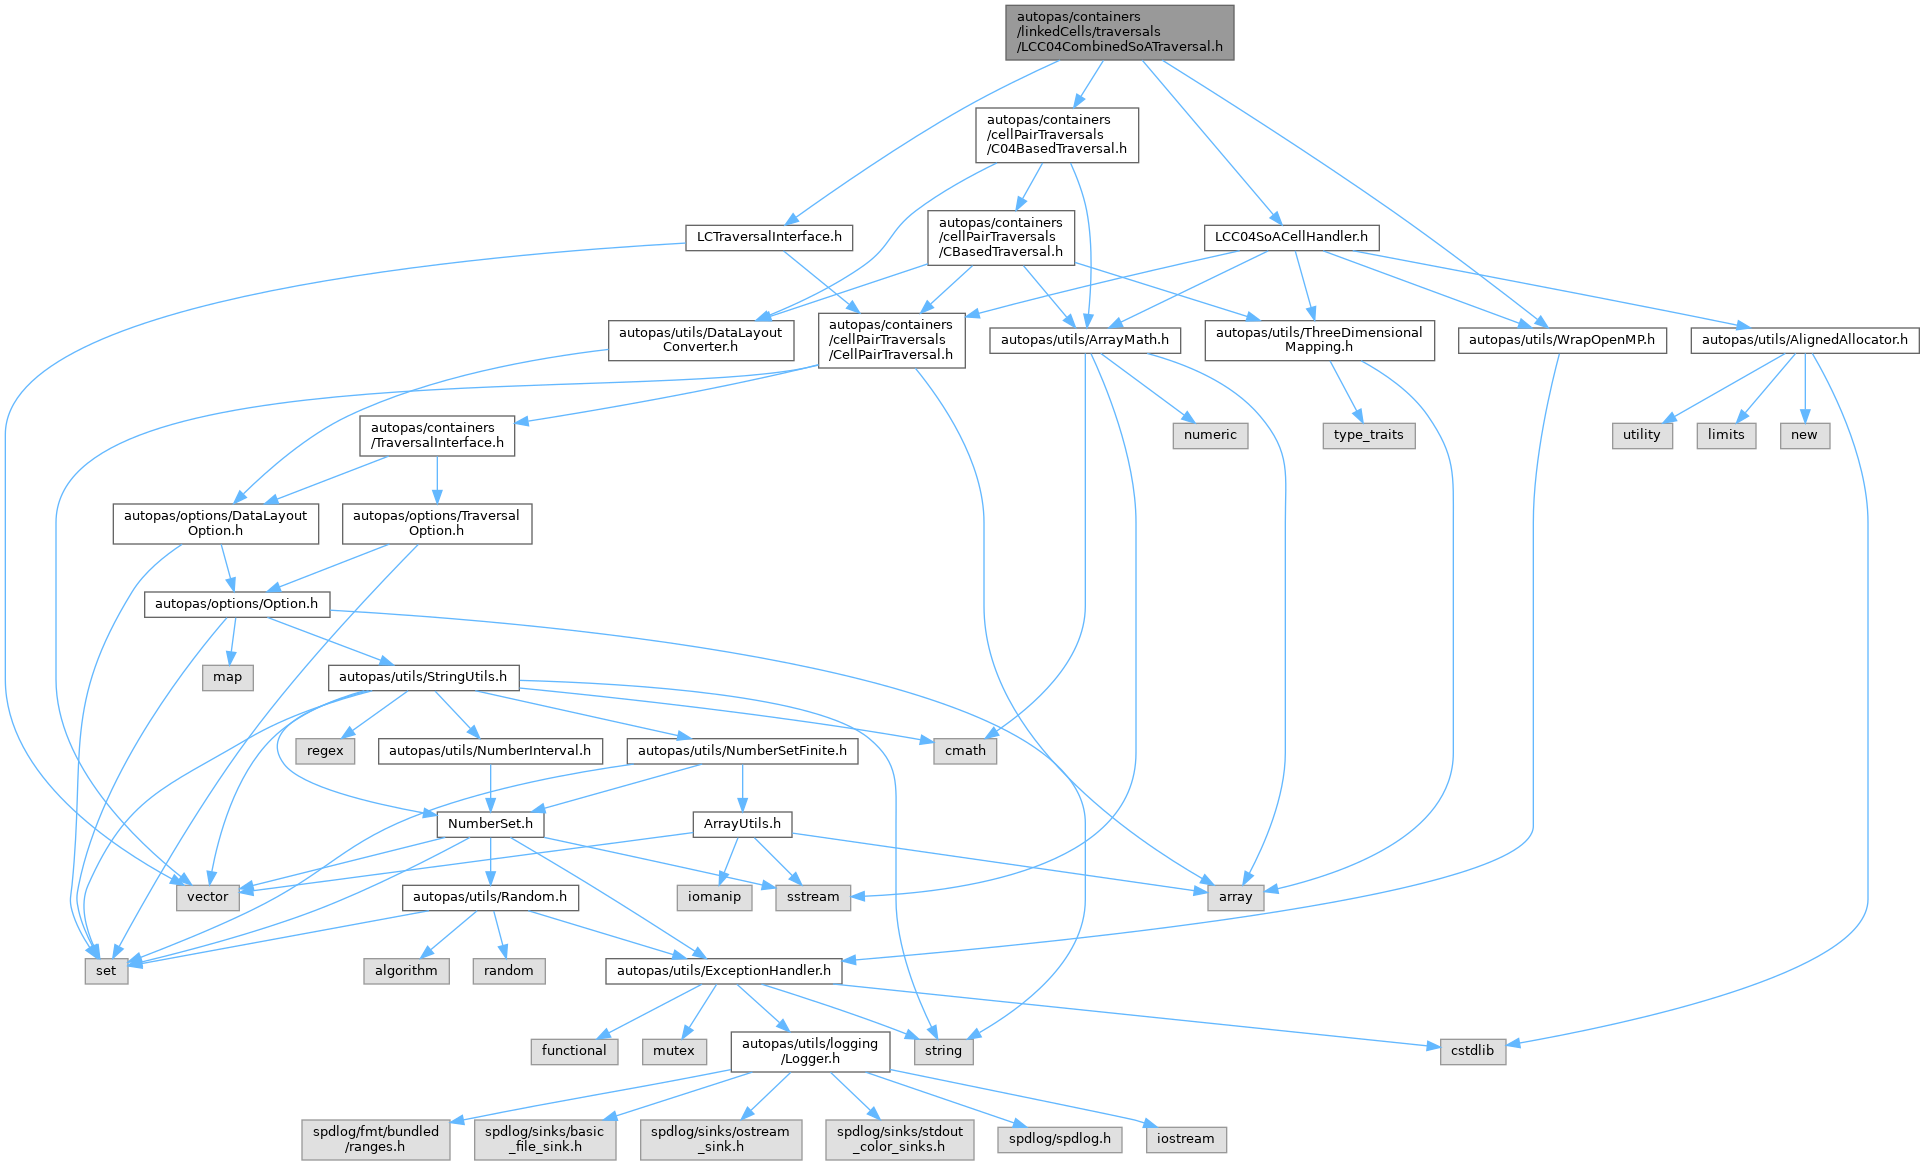 autopas/containers
/linkedCells/traversals
/LCC04CombinedSoATraversal.h
autopas/containers
/cellPairTraversals
/C04BasedTraversal.h
LCTraversalInterface.h
autopas/containers
/cellPairTraversals
/CBasedTraversal.h
LCC04SoACellHandler.h
autopas/utils/DataLayout
Converter.h
autopas/containers
/cellPairTraversals
/CellPairTraversal.h
autopas/utils/ArrayMath.h
autopas/utils/ThreeDimensional
Mapping.h
autopas/utils/WrapOpenMP.h
autopas/utils/AlignedAllocator.h
autopas/containers
/TraversalInterface.h
numeric
type_traits
utility
limits
new
autopas/options/DataLayout
Option.h
autopas/options/Traversal
Option.h
autopas/options/Option.h
map
autopas/utils/StringUtils.h
regex
autopas/utils/NumberInterval.h
autopas/utils/NumberSetFinite.h
cmath
NumberSet.h
ArrayUtils.h
vector
autopas/utils/Random.h
iomanip
sstream
array
set
algorithm
random
autopas/utils/ExceptionHandler.h
functional
mutex
autopas/utils/logging
/Logger.h
string
cstdlib
spdlog/fmt/bundled
/ranges.h
spdlog/sinks/basic
_file_sink.h
spdlog/sinks/ostream
_sink.h
spdlog/sinks/stdout
_color_sinks.h
spdlog/spdlog.h
iostream